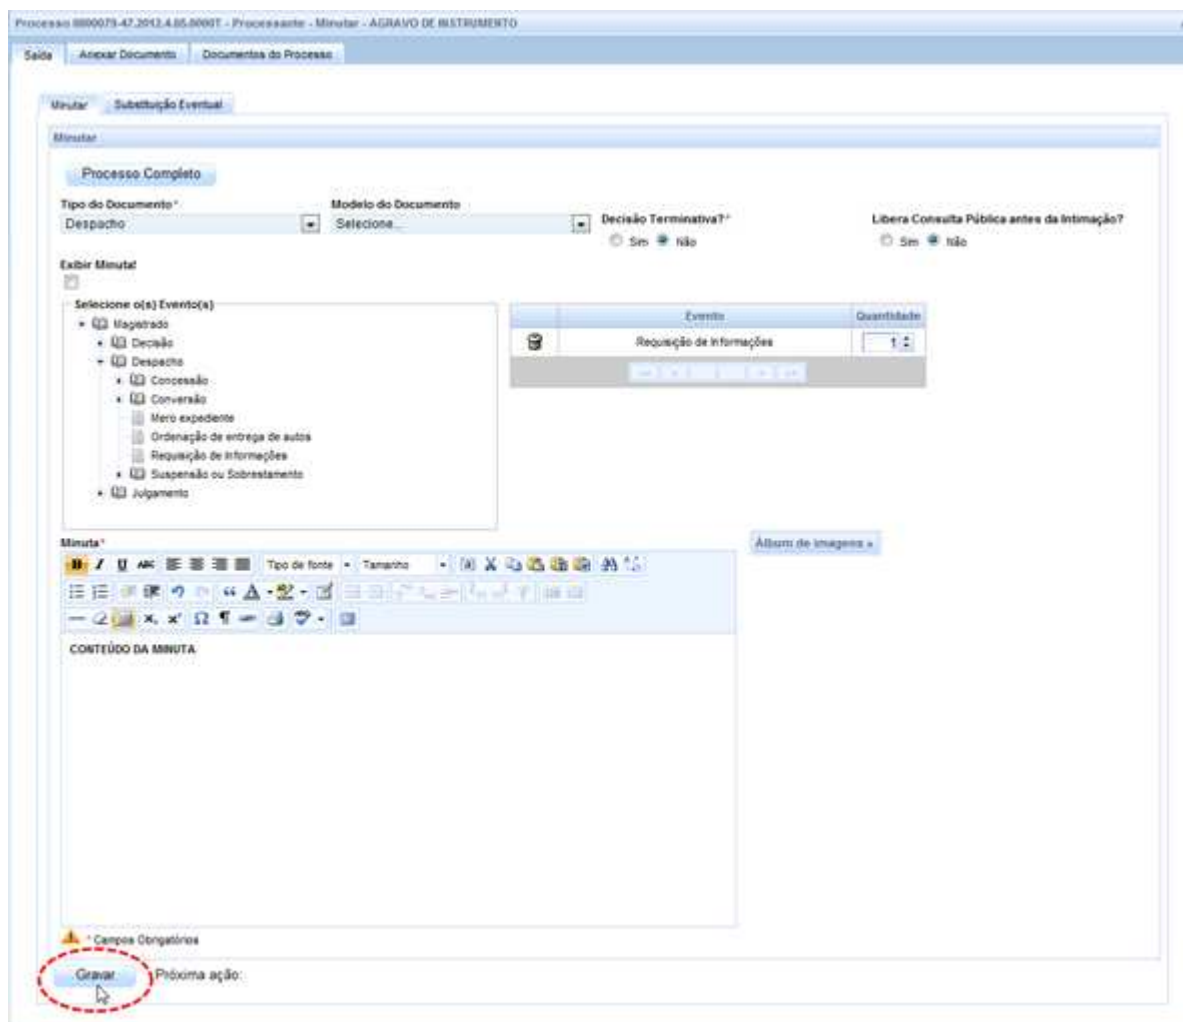 Processo 0000079-47.2012.4.05.0000T - Processante - Minutar - AGRAVO DE INSTRUMENTO
Saída Anexar Documento Documentos do Processo
Minutar Substituição Eventual
Minutar
Processo Completo
Tipo do Documento* Modelo do Documento Decisão Terminativa?* Libera Consulta Pública antes da Intimação?
Despacho Selecione... Sim Não Sim Não
Exibir Minuta!
Selecione o(s) Evento(s)
Evento Quantidade
Magistrado
Decisão
Requisição de Informações 1
Despacho
Concessão
Conversão
Mero expediente
Ordenação de entrega de autos
Requisição de Informações
Suspensão ou Sobrestamento
Julgamento
Minuta*
Álbum de imagens »
B I U ABC Tipo de fonte Tamanho
CONTEÚDO DA MINUTA
* Campos Obrigatórios
Gravar Próxima ação: